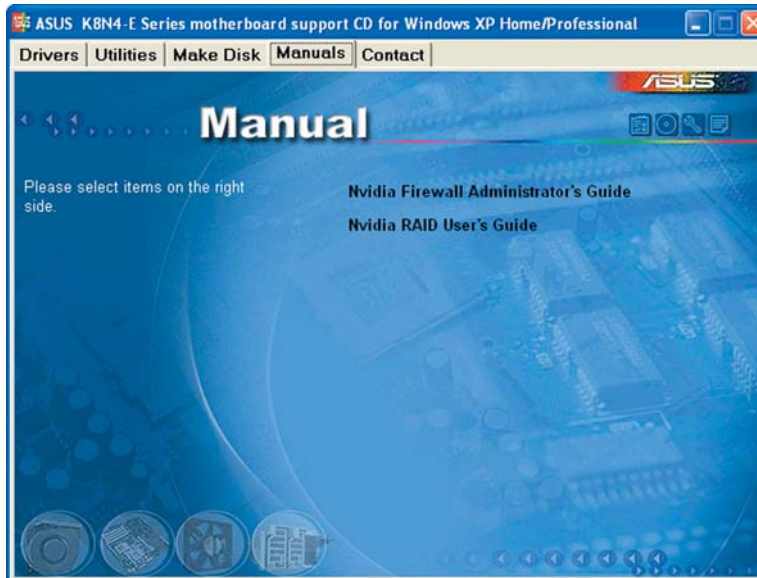 ASUS K8N4-E Series motherboard support CD for Windows XP Home/Professional
Drivers Utilities Make Disk Manuals Contact
ASUS
Manual
Please select items on the right
side.
Nvidia Firewall Administrator's Guide
Nvidia RAID User's Guide